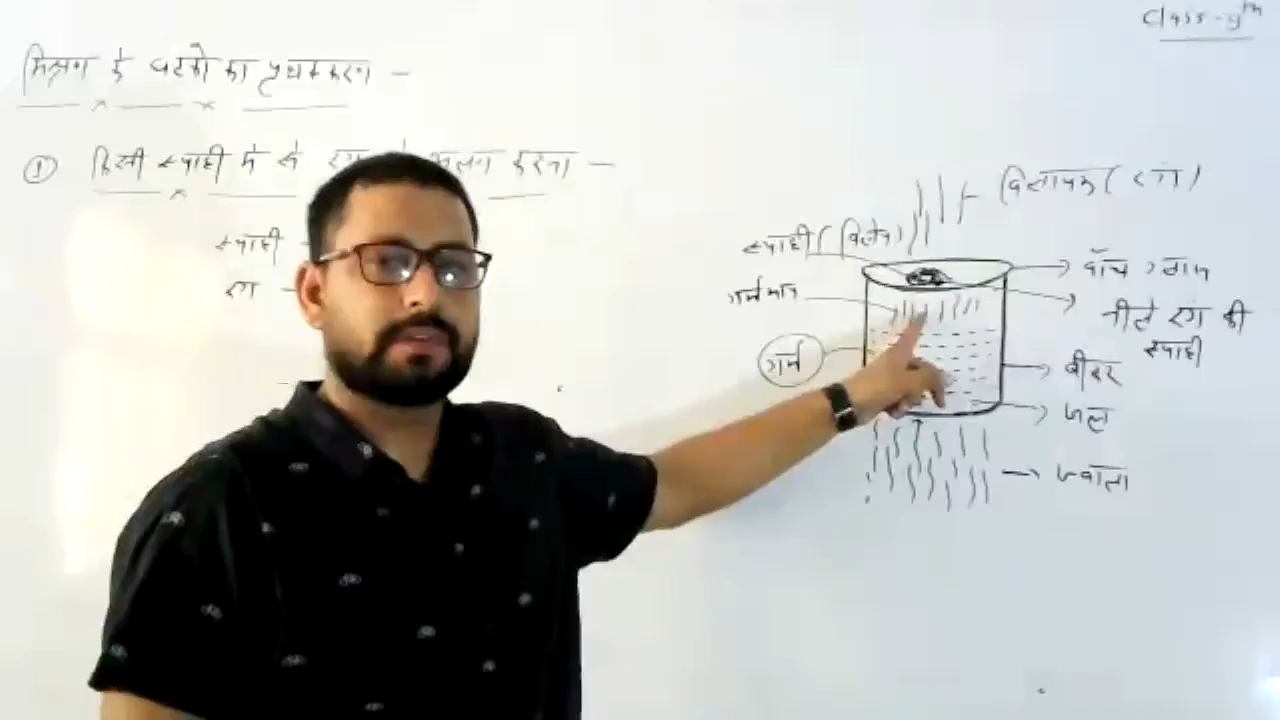 Class - 9th
मिश्रण के घटको का पृथक्करण -
① किसी स्याही में से रंग अलग करना -
स्याही -
रंग -
विलायक (रंग)
स्याही (विलेय)
वॉच ग्लास
गर्म भाप
नीले रंग की
स्याही
गर्म
बीकर
जल
ज्वाला